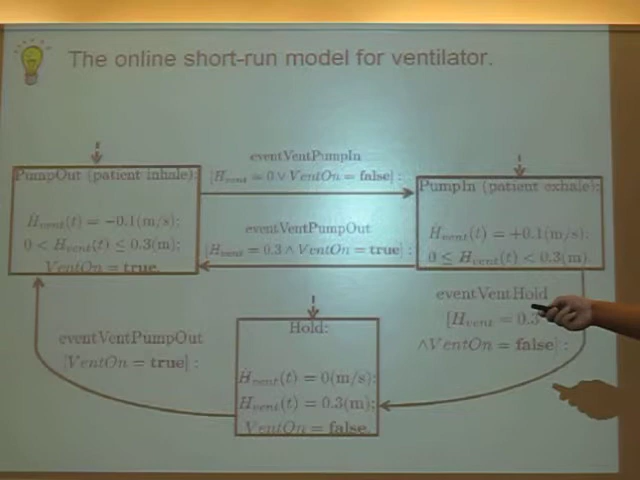 The online short-run model for ventilator.
eventVentPumpIn
[H_vent = 0 ∨ VentOn = false] :
PumpOut (patient inhale):
Ḣ_vent(t) = −0.1(m/s);
0 < H_vent(t) ≤ 0.3(m);
VentOn = true.
PumpIn (patient exhale):
Ḣ_vent(t) = +0.1(m/s);
0 ≤ H_vent(t) < 0.3(m)
eventVentPumpOut
[H_vent = 0.3 ∧ VentOn = true] :
eventVentHold
[H_vent = 0.3
∧VentOn = false] :
eventVentPumpOut
[VentOn = true] :
Hold:
Ḣ_vent(t) = 0(m/s);
H_vent(t) = 0.3(m);
VentOn = false.